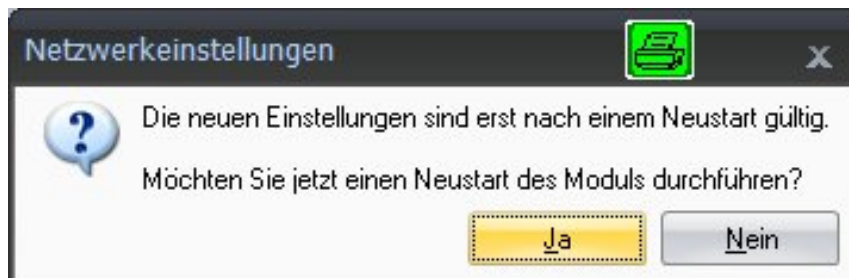 Netzwerkeinstellungen
Die neuen Einstellungen sind erst nach einem Neustart gültig.
Möchten Sie jetzt einen Neustart des Moduls durchführen?
Ja
Nein